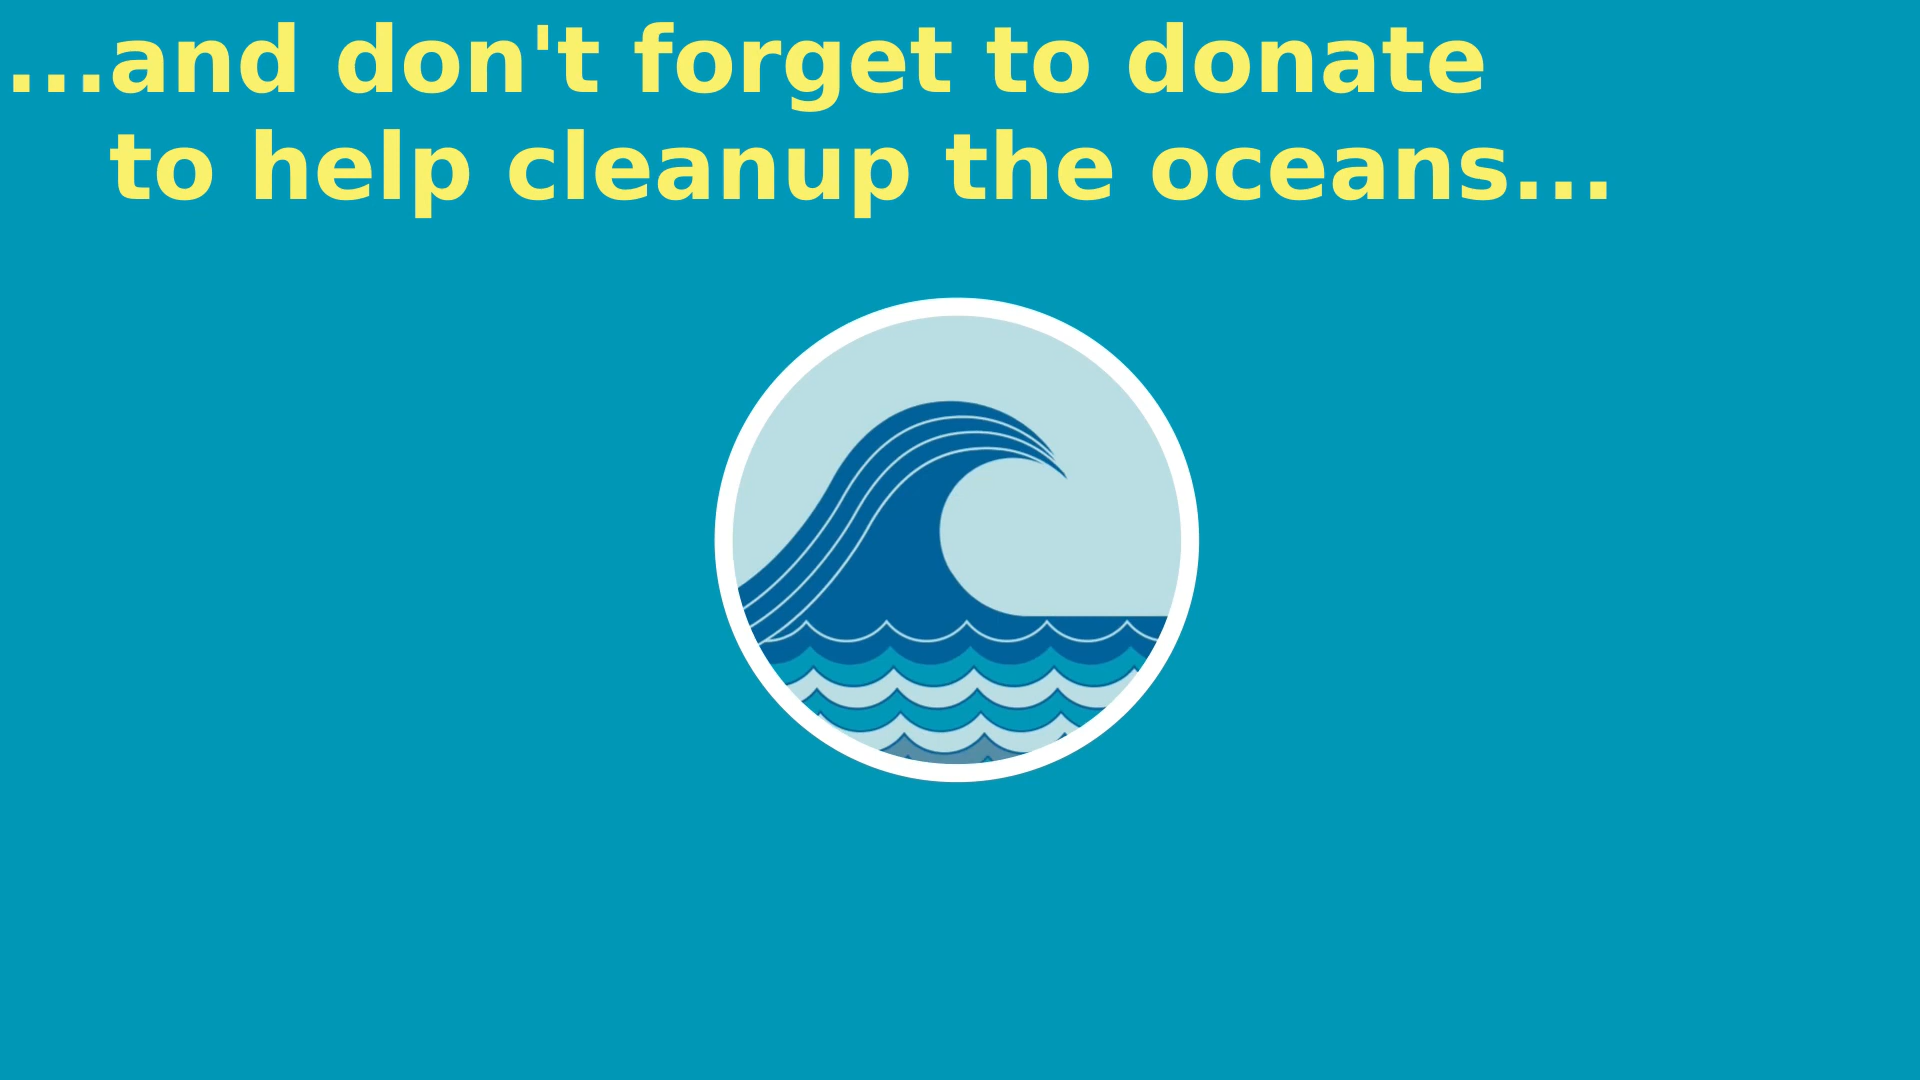 ...and don't forget to donate
to help cleanup the oceans...